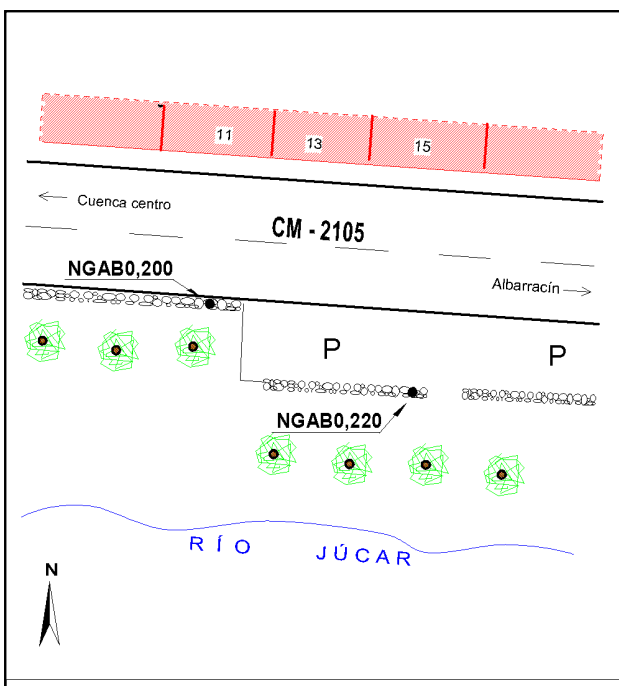 11
13
15
Cuenca centro
CM - 2105
NGAB0,200
Albarracín
P
P
NGAB0,220
RÍO JÚCAR
N